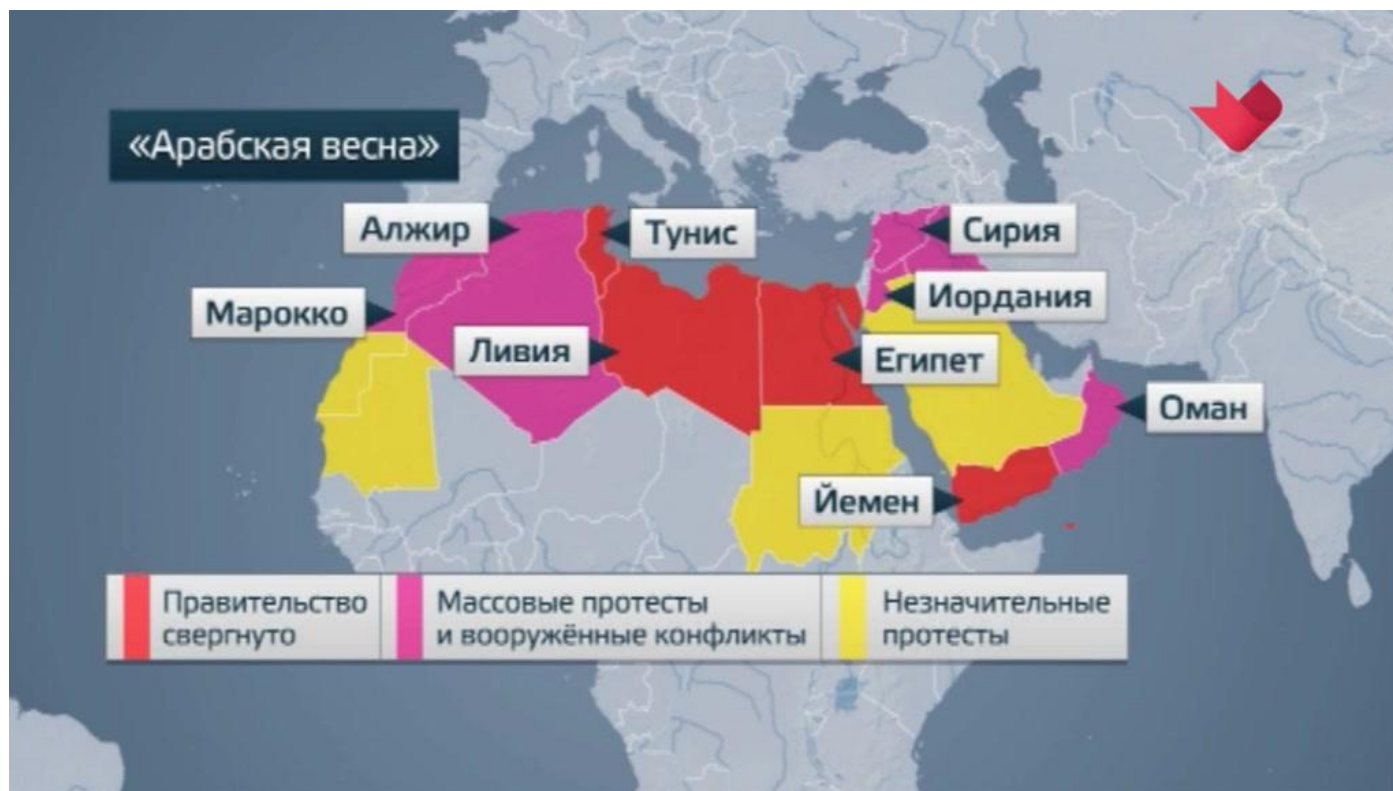 «Арабская весна»
Алжир
Тунис
Сирия
Марокко
Иордания
Ливия
Египет
Оман
Йемен
Правительство
свергнуто
Массовые протесты
и вооружённые конфликты
Незначительные
протесты